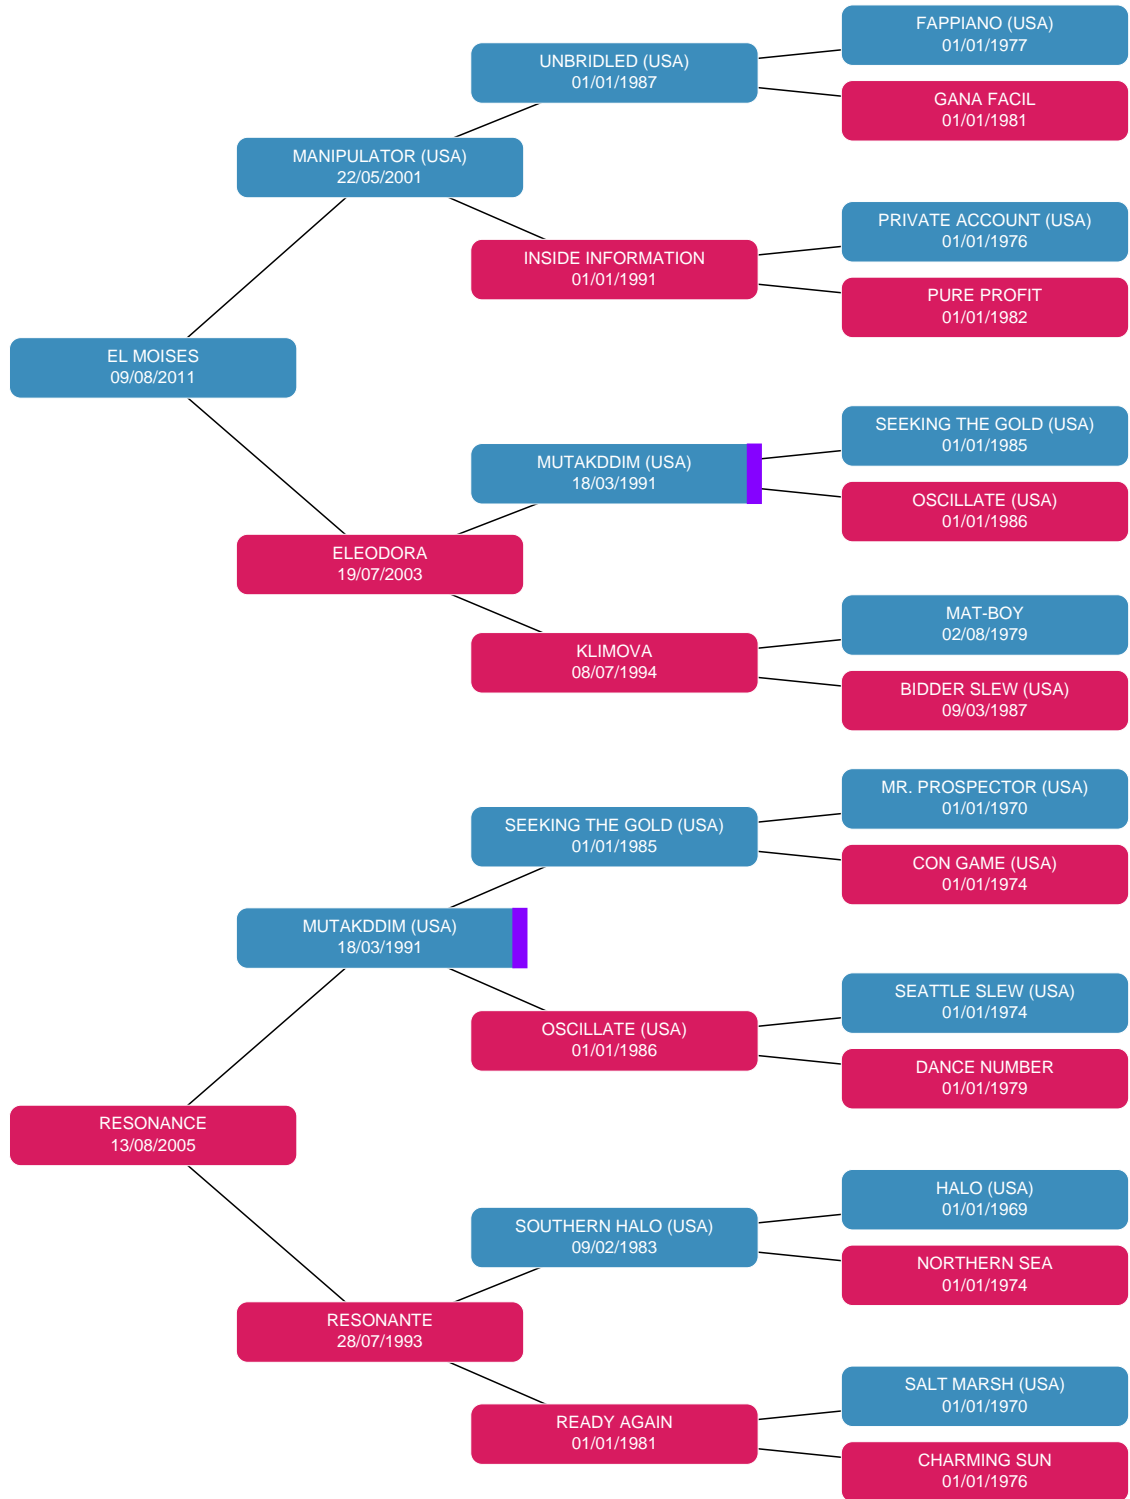 FAPPIANO (USA)
01/01/1977
UNBRIDLED (USA)
01/01/1987
GANA FACIL
01/01/1981
MANIPULATOR (USA)
22/05/2001
PRIVATE ACCOUNT (USA)
01/01/1976
INSIDE INFORMATION
01/01/1991
PURE PROFIT
01/01/1982
EL MOISES
09/08/2011
SEEKING THE GOLD (USA)
01/01/1985
MUTAKDDIM (USA)
18/03/1991
OSCILLATE (USA)
01/01/1986
ELEODORA
19/07/2003
MAT-BOY
02/08/1979
KLIMOVA
08/07/1994
BIDDER SLEW (USA)
09/03/1987
MR. PROSPECTOR (USA)
01/01/1970
SEEKING THE GOLD (USA)
01/01/1985
CON GAME (USA)
01/01/1974
MUTAKDDIM (USA)
18/03/1991
SEATTLE SLEW (USA)
01/01/1974
OSCILLATE (USA)
01/01/1986
DANCE NUMBER
01/01/1979
RESONANCE
13/08/2005
HALO (USA)
01/01/1969
SOUTHERN HALO (USA)
09/02/1983
NORTHERN SEA
01/01/1974
RESONANTE
28/07/1993
SALT MARSH (USA)
01/01/1970
READY AGAIN
01/01/1981
CHARMING SUN
01/01/1976